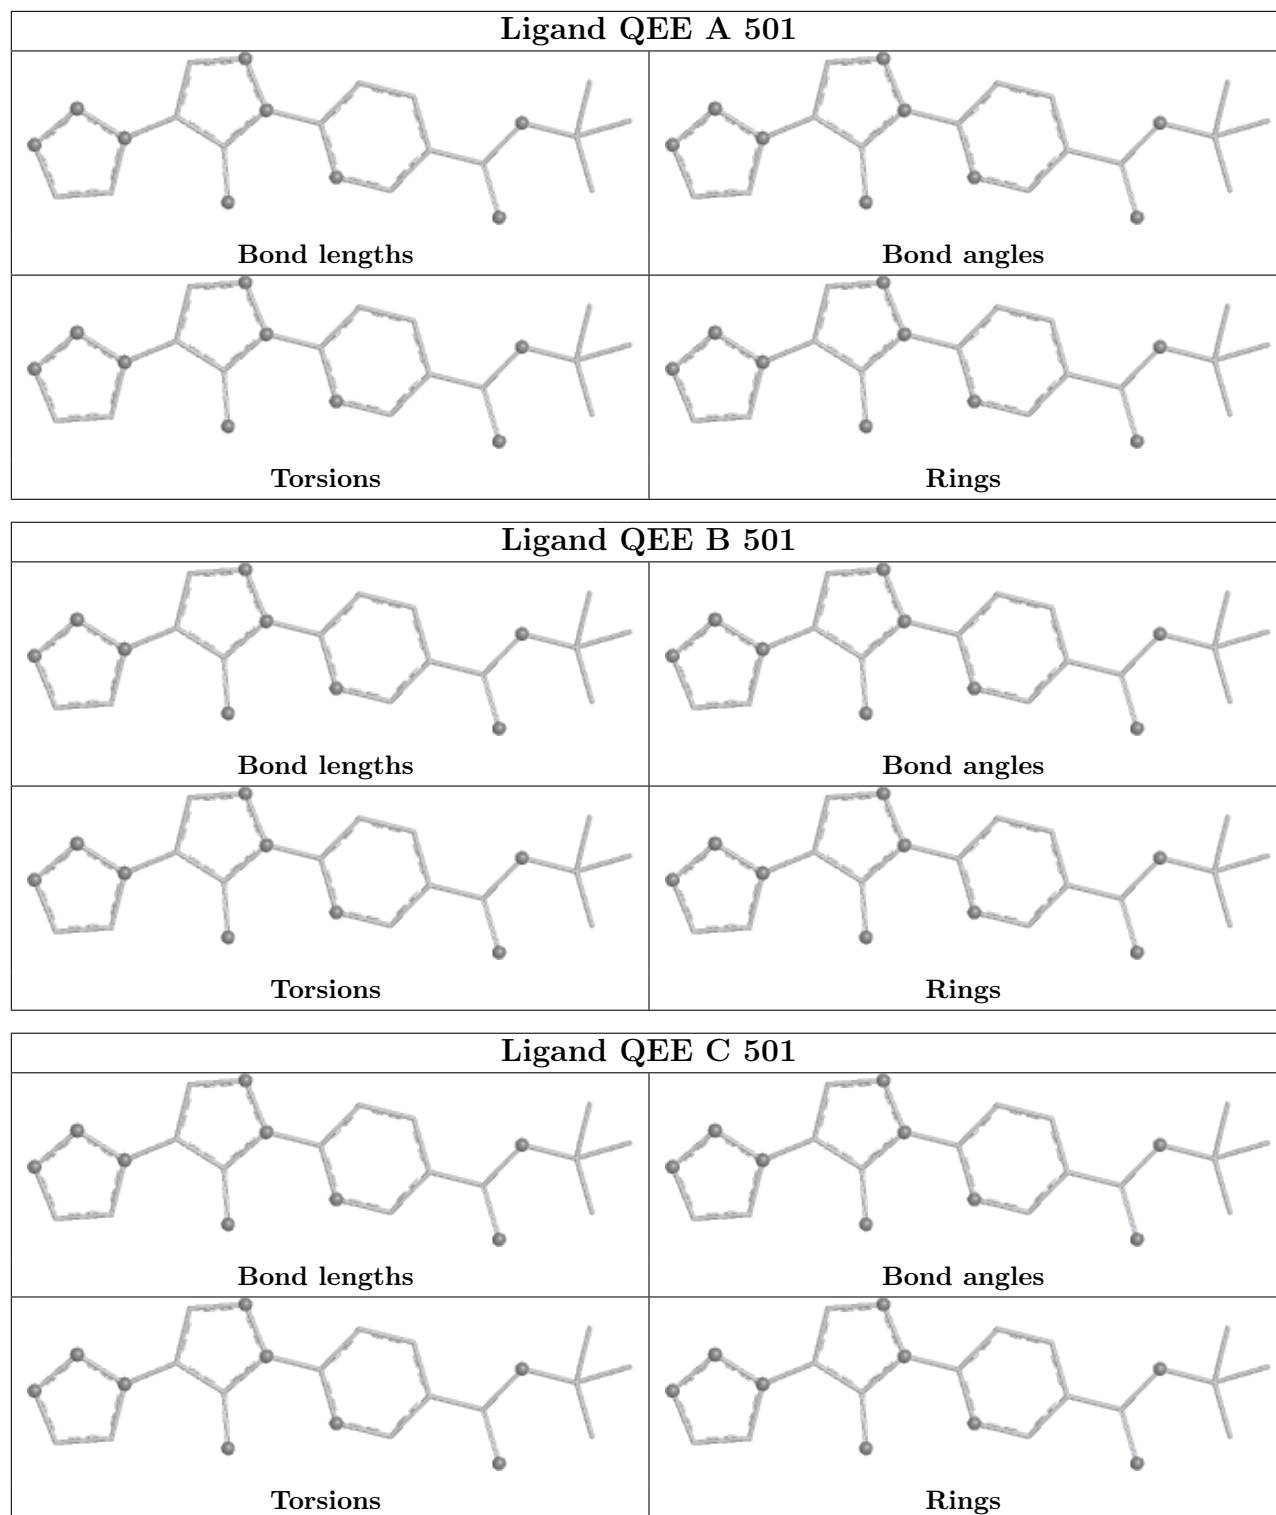 Ligand QEE A 501
Bond lengths
Bond angles
Torsions
Rings
Ligand QEE B 501
Bond lengths
Bond angles
Torsions
Rings
Ligand QEE C 501
Bond lengths
Bond angles
Torsions
Rings